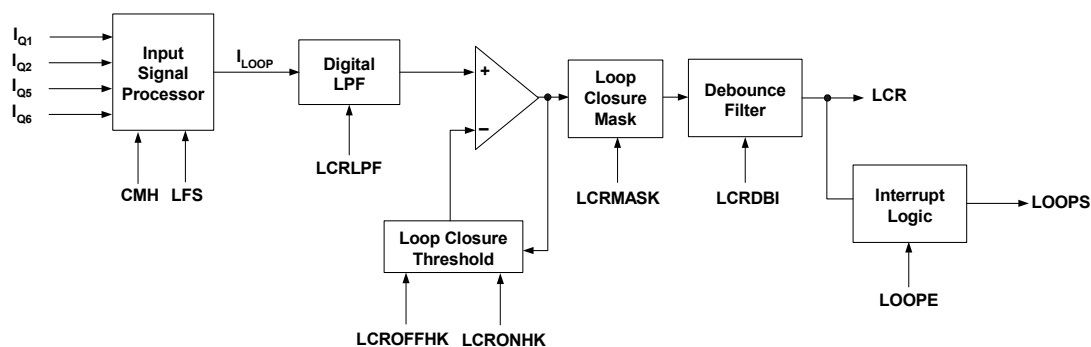 IQ1
IQ2
IQ5
IQ6
Input
Signal
Processor
ILOOP
Digital
LPF
+
−
Loop
Closure
Mask
Debounce
Filter
LCR
CMH
LFS
LCRLPF
LCRMASK
LCRDBI
Interrupt
Logic
LOOPS
Loop Closure
Threshold
LOOPE
LCROFFHK
LCRONHK